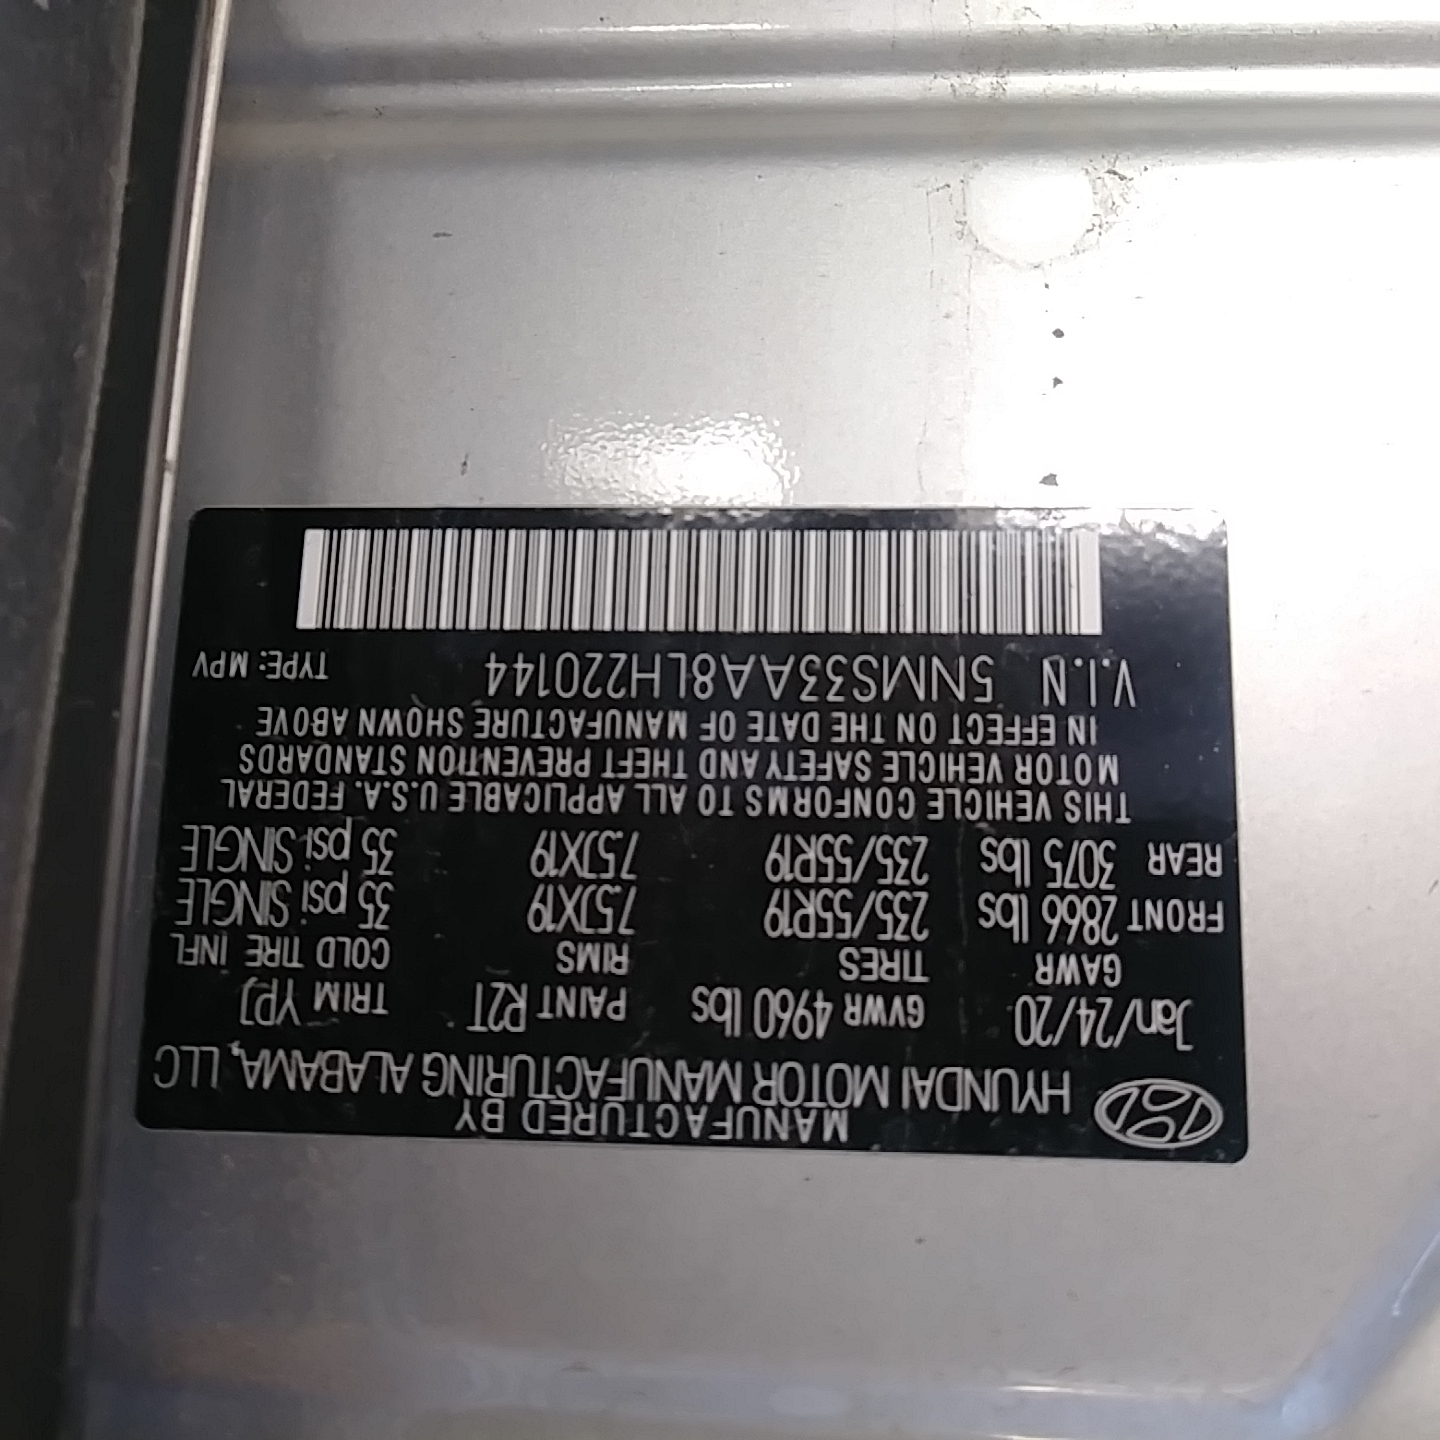 MANUFACTURED BY
HYUNDAI MOTOR MANUFACTURING ALABAMA, LLC
Jan/24/20 GVWR 4960 lbs PAINT R2T TRIM YPJ
GAWR TIRES RIMS COLD TIRE INFL
FRONT 2866 lbs 235/55R19 7.5JX19 35 psi SINGLE
REAR 3075 lbs 235/55R19 7.5JX19 35 psi SINGLE
THIS VEHICLE CONFORMS TO ALL APPLICABLE U.S.A. FEDERAL
MOTOR VEHICLE SAFETY AND THEFT PREVENTION STANDARDS
IN EFFECT ON THE DATE OF MANUFACTURE SHOWN ABOVE
V.I.N 5NMS33AA8LH220144 TYPE: MPV